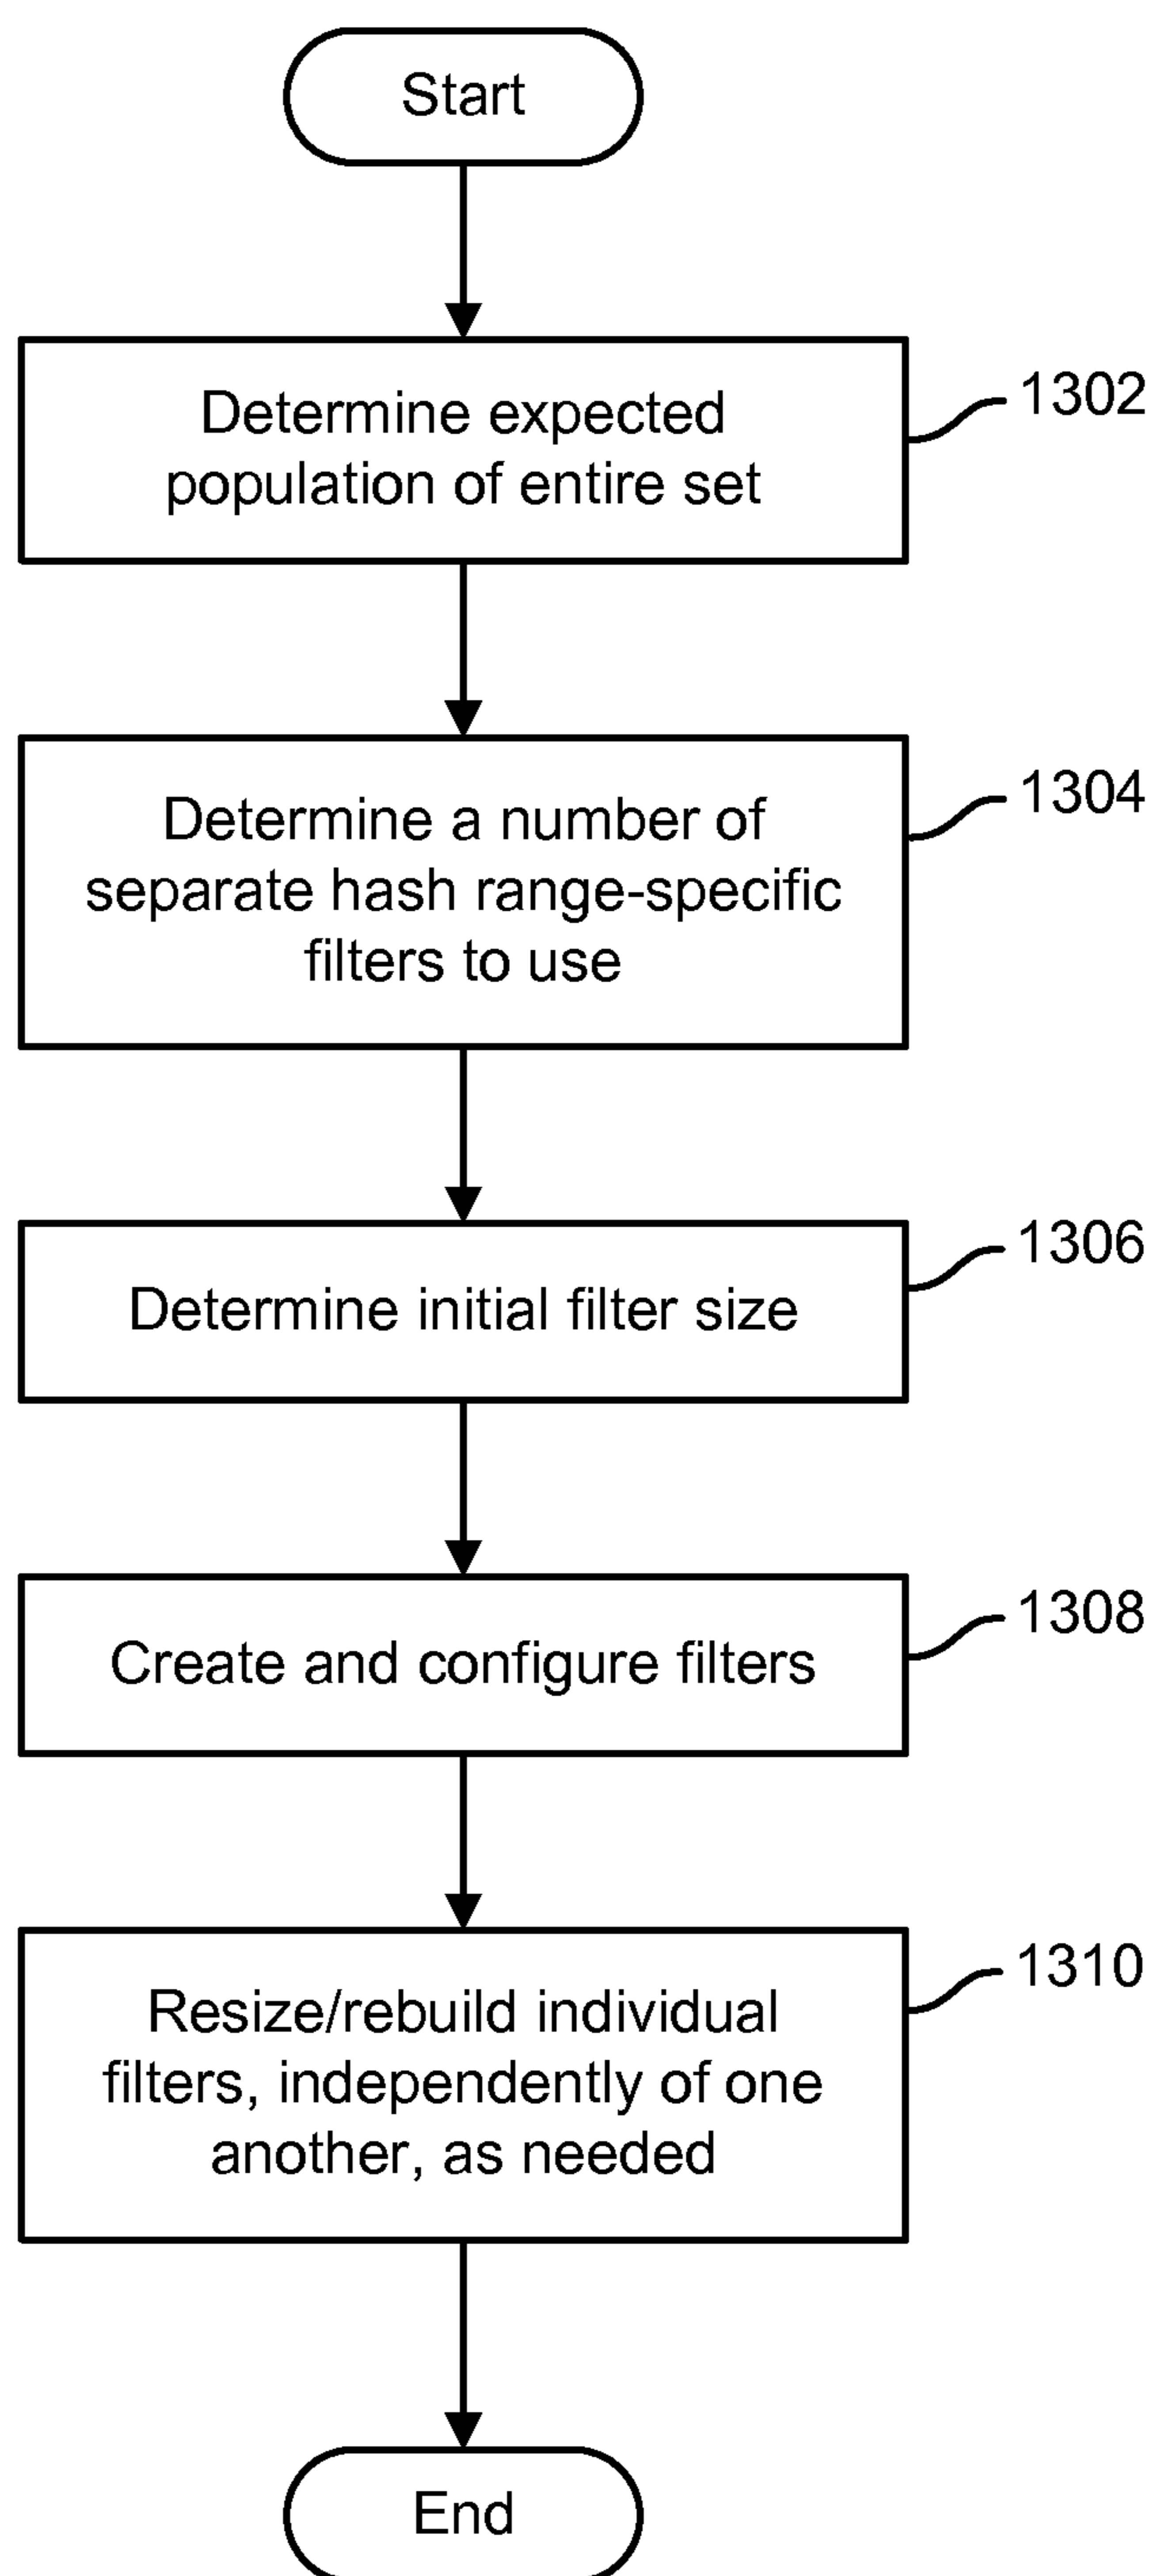 Start
Determine expected
population of entire set
1302
Determine a number of
separate hash range-specific
filters to use
1304
Determine initial filter size
1306
Create and configure filters
1308
Resize/rebuild individual
filters, independently of one
another, as needed
1310
End